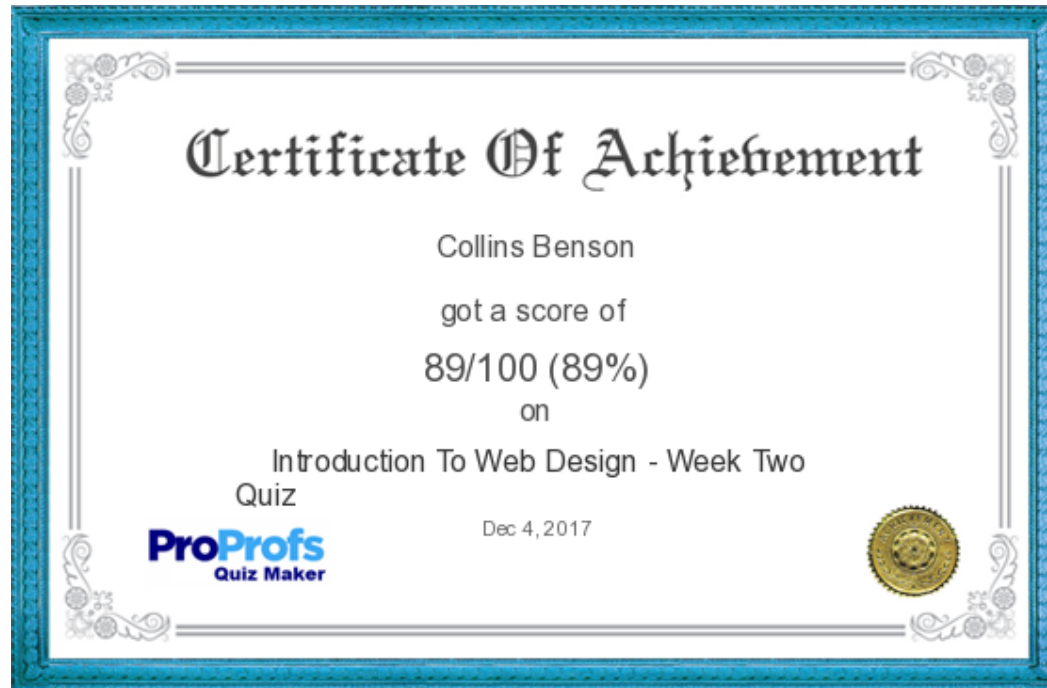 Certificate Of Achievement
Collins Benson
got a score of
89/100 (89%)
on
Introduction To Web Design - Week Two
Quiz
Dec 4, 2017
ProProfs
Quiz Maker
ACHIEVEMENT